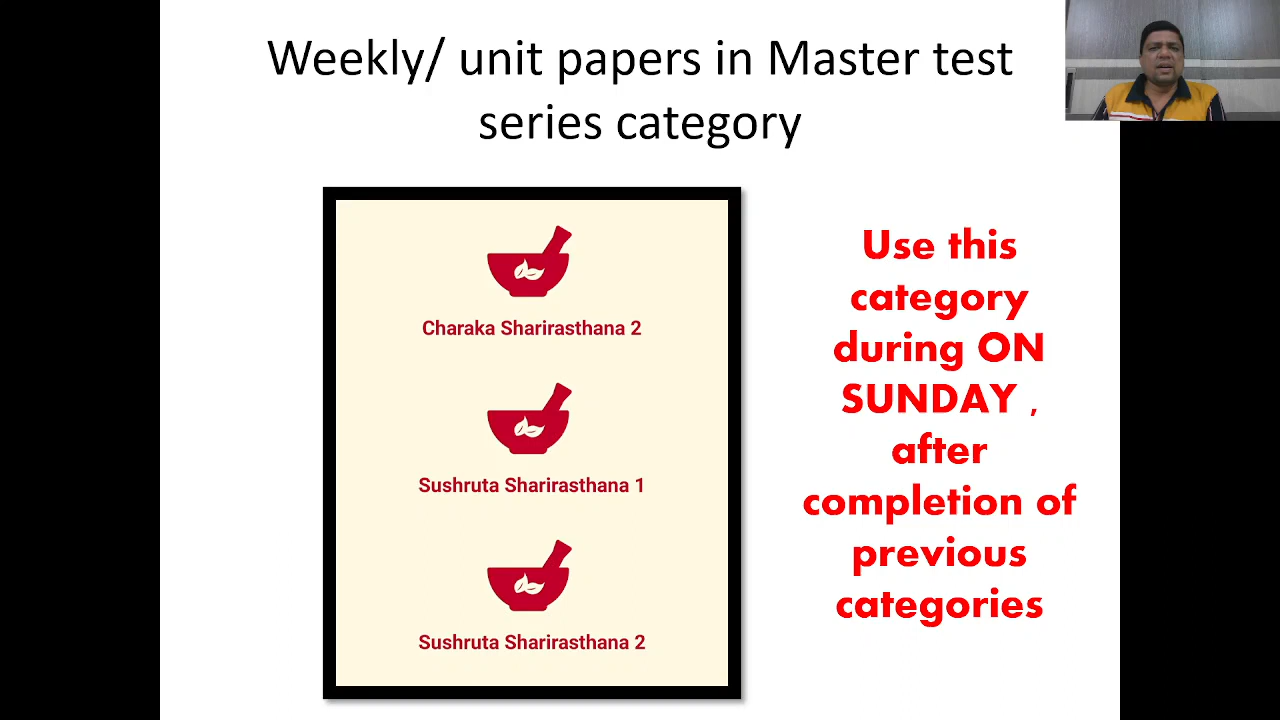 Weekly/ unit papers in Master test
series category
Charaka Sharirasthana 2
Sushruta Sharirasthana 1
Sushruta Sharirasthana 2
Use this
category
during ON
SUNDAY ,
after
completion of
previous
categories